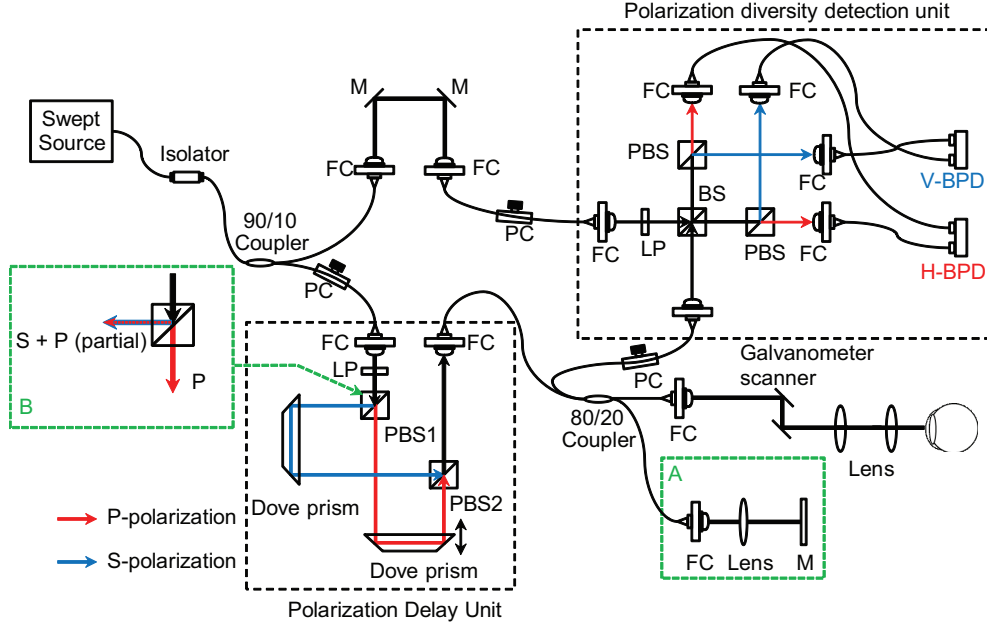 Polarization diversity detection unit
M
M
FC
FC
Swept
Source
Isolator
FC
FC
PBS
FC
V-BPD
BS
90/10
Coupler
PC
PC
FC
LP
PBS
FC
H-BPD
S + P (partial)
P
B
FC
LP
FC
PC
Galvanometer
scanner
PBS1
80/20
Coupler
FC
Lens
A
Dove prism
PBS2
P-polarization
S-polarization
Dove prism
FC
Lens
M
Polarization Delay Unit